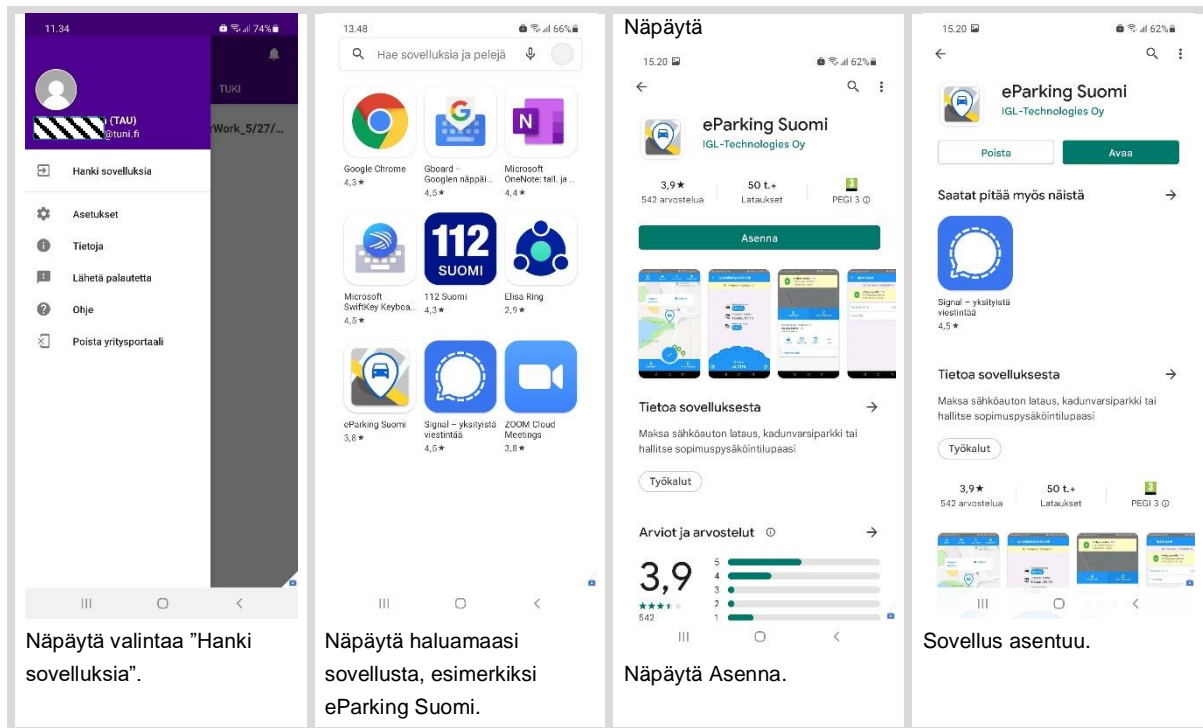 11.34
74%
TUKI
(TAU)
@tuni.fi
rWork_5/27/...
Hanki sovelluksia
Asetukset
Tietoja
Lähetä palautetta
Ohje
Poista yritysportaali
Näpäytä valintaa ”Hanki
sovelluksia”.
13.48
66%
Hae sovelluksia ja pelejä
Google Chrome
4,3★
Gboard –
Googlen näppäi...
4,5★
Microsoft
OneNote: tall. ja ...
4,4★
Microsoft
SwiftKey Keyboa...
4,5★
112
SUOMI
112 Suomi
4,3★
Elisa Ring
2,9★
eParking Suomi
3,8★
Signal – yksityistä
viestintää
4,5★
ZOOM Cloud
Meetings
3,8★
Näpäytä haluamaasi
sovellusta, esimerkiksi
eParking Suomi.
Näpäytä
15.20
62%
eParking Suomi
IGL-Technologies Oy
3,9★
542 arvostelua
50 t.+
Lataukset
3
PEGI 3
Asenna
Tietoa sovelluksesta
Maksa sähköauton lataus, kadunvarsiparkki tai
hallitse sopimuspysäköintilupaasi
Työkalut
Arviot ja arvostelut
3,9
542
5
4
3
2
1
Näpäytä Asenna.
15.20
62%
eParking Suomi
IGL-Technologies Oy
Poista
Avaa
Saatat pitää myös näistä
Signal – yksityistä
viestintää
4,5★
Tietoa sovelluksesta
Maksa sähköauton lataus, kadunvarsiparkki tai
hallitse sopimuspysäköintilupaasi
Työkalut
3,9★
542 arvostelua
50 t.+
Lataukset
3
PEGI 3
Sovellus asentuu.